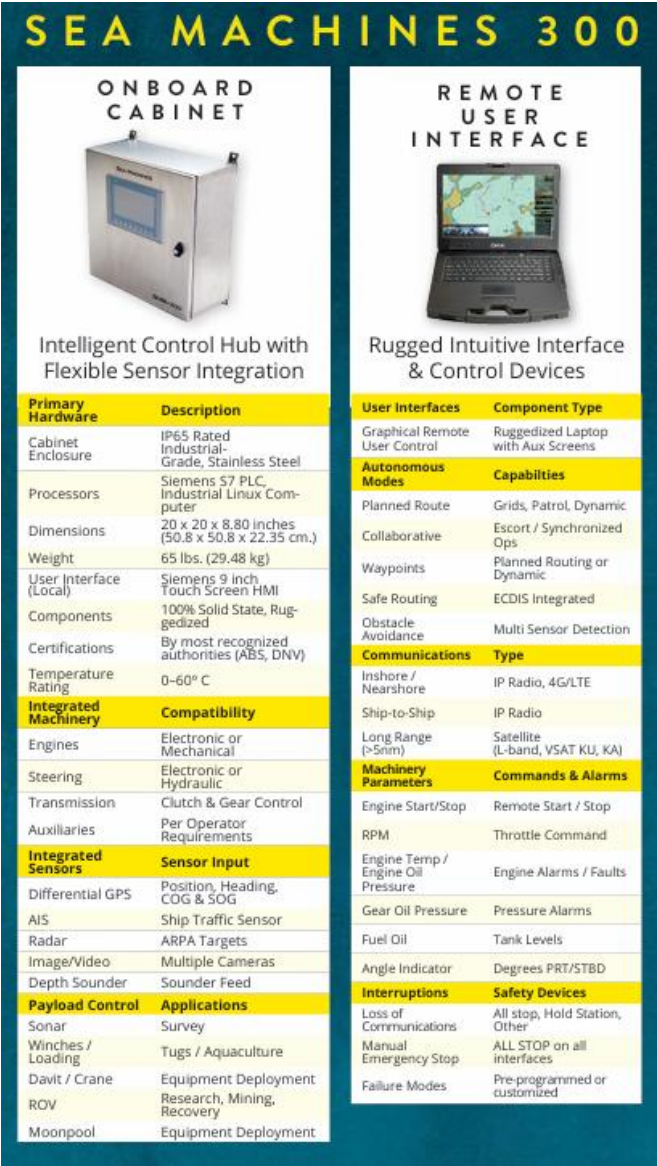 SEA MACHINES 300
ONBOARD
CABINET
Intelligent Control Hub with
Flexible Sensor Integration
Primary
Hardware
Description
Cabinet
Enclosure
IP65 Rated
Industrial-
Grade, Stainless Steel
Processors
Siemens S7 PLC,
Industrial Linux Com-
puter
Dimensions
20 x 20 x 8.80 inches
(50.8 x 50.8 x 22.35 cm.)
Weight
65 lbs. (29.48 kg)
User Interface
(Local)
Siemens 9 inch
Touch Screen HMI
Components
100% Solid State, Rug-
gedized
Certifications
By most recognized
authorities (ABS, DNV)
Temperature
Rating
0–60° C
Integrated
Machinery
Compatibility
Engines
Electronic or
Mechanical
Steering
Electronic or
Hydraulic
Transmission
Clutch & Gear Control
Auxiliaries
Per Operator
Requirements
Integrated
Sensors
Sensor Input
Differential GPS
Position, Heading,
COG & SOG
AIS
Ship Traffic Sensor
Radar
ARPA Targets
Image/Video
Multiple Cameras
Depth Sounder
Sounder Feed
Payload Control
Applications
Sonar
Survey
Winches /
Loading
Tugs / Aquaculture
Davit / Crane
Equipment Deployment
ROV
Research, Mining,
Recovery
Moonpool
Equipment Deployment
REMOTE
USER
INTERFACE
Rugged Intuitive Interface
& Control Devices
User Interfaces
Component Type
Graphical Remote
User Control
Ruggedized Laptop
with Aux Screens
Autonomous
Modes
Capabilties
Planned Route
Grids, Patrol, Dynamic
Collaborative
Escort / Synchronized
Ops
Waypoints
Planned Routing or
Dynamic
Safe Routing
ECDIS Integrated
Obstacle
Avoidance
Multi Sensor Detection
Communications
Type
Inshore /
Nearshore
IP Radio, 4G/LTE
Ship-to-Ship
IP Radio
Long Range
(>5nm)
Satellite
(L-band, VSAT KU, KA)
Machinery
Parameters
Commands & Alarms
Engine Start/Stop
Remote Start / Stop
RPM
Throttle Command
Engine Temp /
Engine Oil
Pressure
Engine Alarms / Faults
Gear Oil Pressure
Pressure Alarms
Fuel Oil
Tank Levels
Angle Indicator
Degrees PRT/STBD
Interruptions
Safety Devices
Loss of
Communications
All stop, Hold Station,
Other
Manual
Emergency Stop
ALL STOP on all
interfaces
Failure Modes
Pre-programmed or
customized